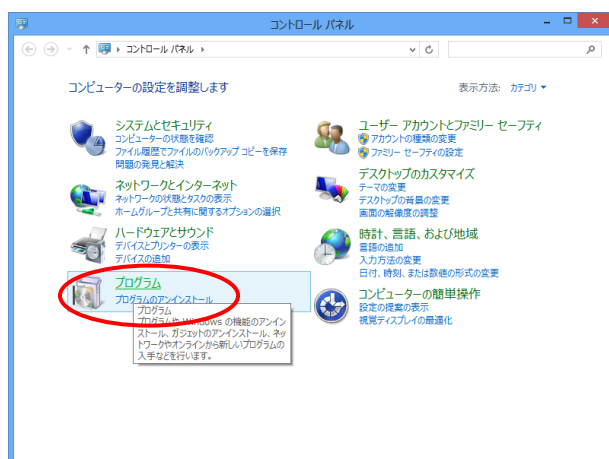 コントロール パネル
コントロール パネル
コンピューターの設定を調整します
表示方法: カテゴリ
システムとセキュリティ
コンピューターの状態を確認
ファイル履歴でファイルのバックアップ コピーを保存
問題の発見と解決
ネットワークとインターネット
ネットワークの状態とタスクの表示
ホームグループと共有に関するオプションの選択
ハードウェアとサウンド
デバイスとプリンターの表示
デバイスの追加
プログラム
プログラムのアンインストール
プログラム
プログラムや Windows の機能のアンイン
ストール、ガジェットのアンインストール、ネッ
トワークやオンラインから新しいプログラムの
入手などを行います。
ユーザー アカウントとファミリー セーフティ
アカウントの種類の変更
ファミリー セーフティの設定
デスクトップのカスタマイズ
テーマの変更
デスクトップの背景の変更
画面の解像度の調整
時計、言語、および地域
言語の追加
入力方法の変更
日付、時刻、または数値の形式の変更
コンピューターの簡単操作
設定の提案の表示
視覚ディスプレイの最適化